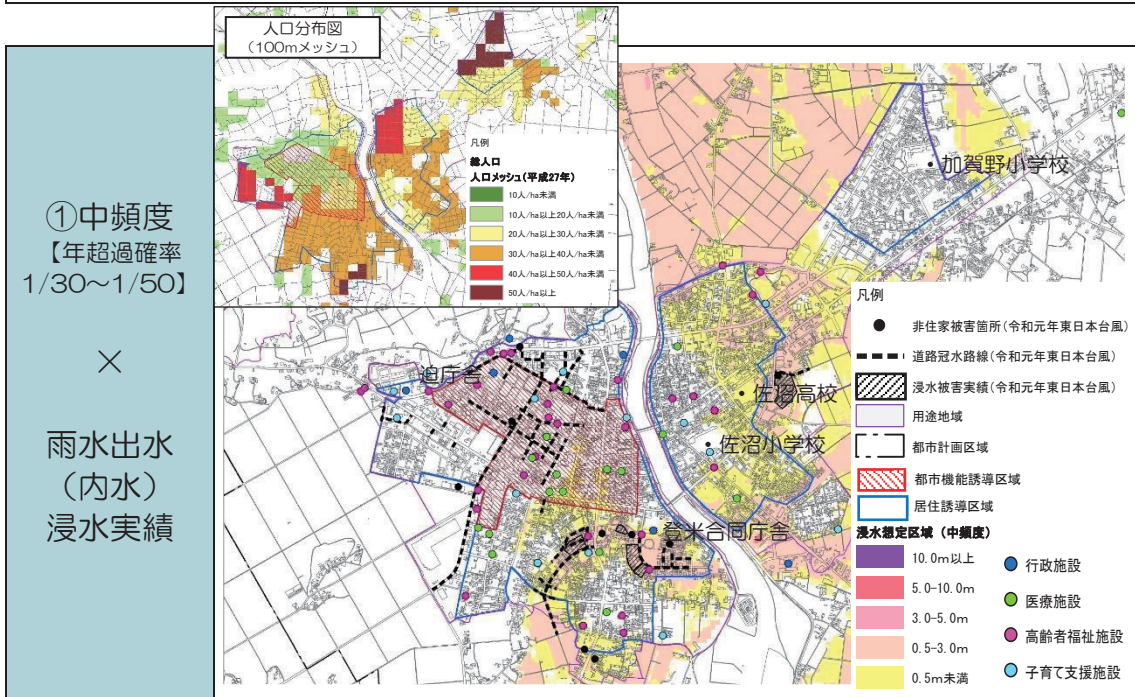 ①中頻度
【年超過確率
1/30～1/50】
×
雨水出水
（内水）
浸水実績
人口分布図
（100mメッシュ）
凡例
総人口
人口メッシュ(平成27年)
10人/ha未満
10人/ha以上20人/ha未満
20人/ha以上30人/ha未満
30人/ha以上40人/ha未満
40人/ha以上50人/ha未満
50人/ha以上
加賀野小学校
迫庁舎
佐沼高校
佐沼小学校
登米合同庁舎
凡例
非住家被害箇所(令和元年東日本台風)
道路冠水路線(令和元年東日本台風)
浸水被害実績(令和元年東日本台風)
用途地域
都市計画区域
都市機能誘導区域
居住誘導区域
浸水想定区域（中頻度）
10.0m以上
5.0-10.0m
3.0-5.0m
0.5-3.0m
0.5m未満
行政施設
医療施設
高齢者福祉施設
子育て支援施設